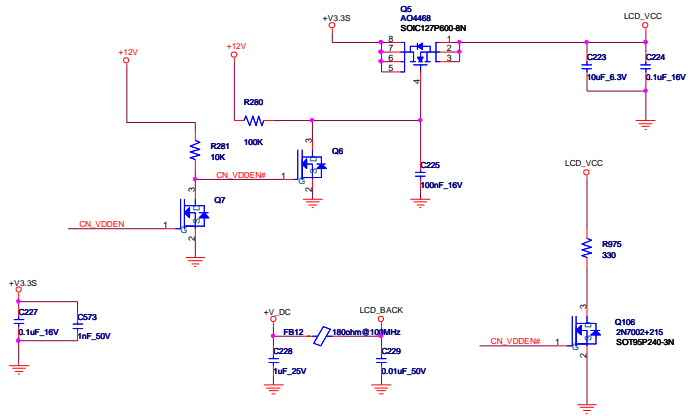 Q5
AO4468
SOIC127P600-8N
+V3.3S
LCD_VCC
8
7
6
5
1
2
3
4
C223
10uF_6.3V
C224
0.1uF_16V
+12V
+12V
R280
100K
R281
10K
Q6
3
CN_VDDEN#
1
G
D
S
2
C225
100nF_16V
Q7
3
CN_VDDEN
1
G
D
S
2
LCD_VCC
R975
330
+V3.3S
C227
0.1uF_16V
C573
1nF_50V
+V_DC
LCD_BACK
FB12
180ohm@100MHz
C228
1uF_25V
C229
0.01uF_50V
3
Q106
2N7002+215
SOT95P240-3N
CN_VDDEN#
1
G
D
S
2